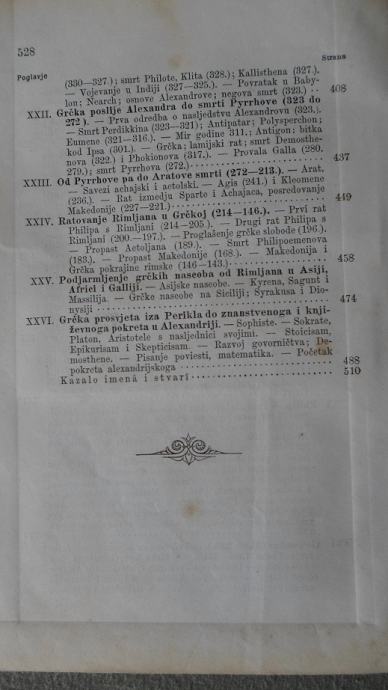 528
Poglavje Strana
(330—327.); smrt Philote, Klita (328.); Kallisthena (327.).
— Vojevanje u Indiji (327—325.). — Povratak u Baby-
lon; Nearch; osnove Alexandrove; negova smrt (323.) .. 408
XXII. Grčka poslije Alexandra do smrti Pyrrhove (323 do
272). — Prva odredba o nasljedstvu Alexandrovu (323.).
— Smrt Perdikkina (323—321); Antipatar; Polysperchon;
Eumene (321—316.). — Mir godine 311.; Antigon; bitka
kod Ipsa (301.). — Grčka; lamijski rat; smrt Demosthe-
nova (322.) i Phokionova (317.). — Provala Galla (280.
279.); smrt Pyrrhova (272.) 437
XXIII. Od Pyrrhove pa do Aratove smrti (272—213.). — Arat.
— Savezi achajski i aetolski. — Agis (241.) i Kleomene
(236.). — Rat izmedju Sparte i Achajaca, posredovanje
Makedonije (227—221.) 449
XXIV. Ratovanje Rimljana u Grčkoj (214—146.). — Prvi rat
Philipa s Rimljani (214—205.). — Drugi rat Philipa s
Rimljani (200.—197.). — Proglašenje grčke slobode (196.).
— Propast Aetoljana (189.). — Smrt Philipoemenova
(183.). — Propast Makedonije (168.). — Makedonija i
Grčka pokrajine rimske (146—143.) 458
XXV. Podjarmljenje grčkih naseoba od Rimljana u Asiji,
Africi i Galliji. — Asijske naseobe. — Kyrena, Sagunt i
Massilija. — Grčke naseobe na Siciliji; Syrakusa i Dio-
nysiji 474
XXVI. Grčka prosvjeta iza Perikla do znanstvenoga i knji-
ževnoga pokreta u Alexandriji. — Sophiste. — Sokrate,
Platon, Aristotele s nasljednici svojimi. — Stoicisam,
Epikurisam i Skepticisam. — Razvoj govorničtva; De-
mosthene. — Pisanje poviesti, matematika. — Početak
pokreta alexandrijskoga 488
Kazalo imenâ i stvarî 510